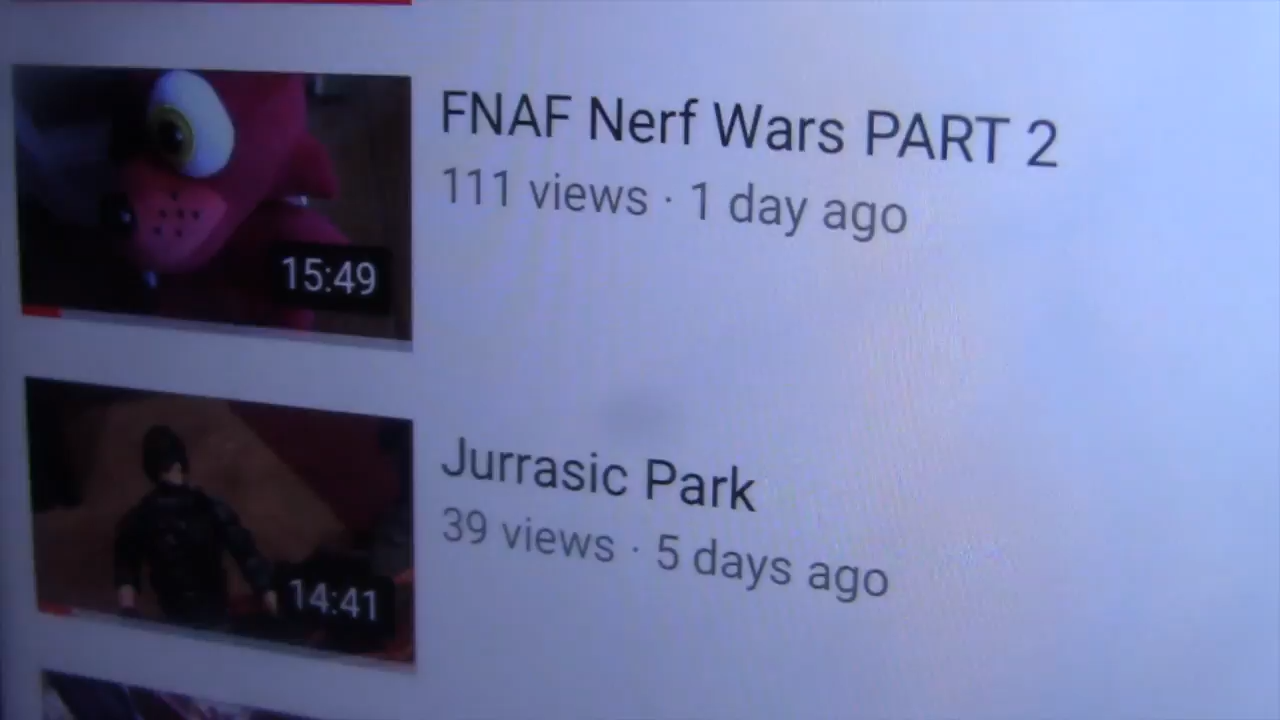 FNAF Nerf Wars PART 2
111 views · 1 day ago
15:49
Jurrasic Park
39 views · 5 days ago
14:41